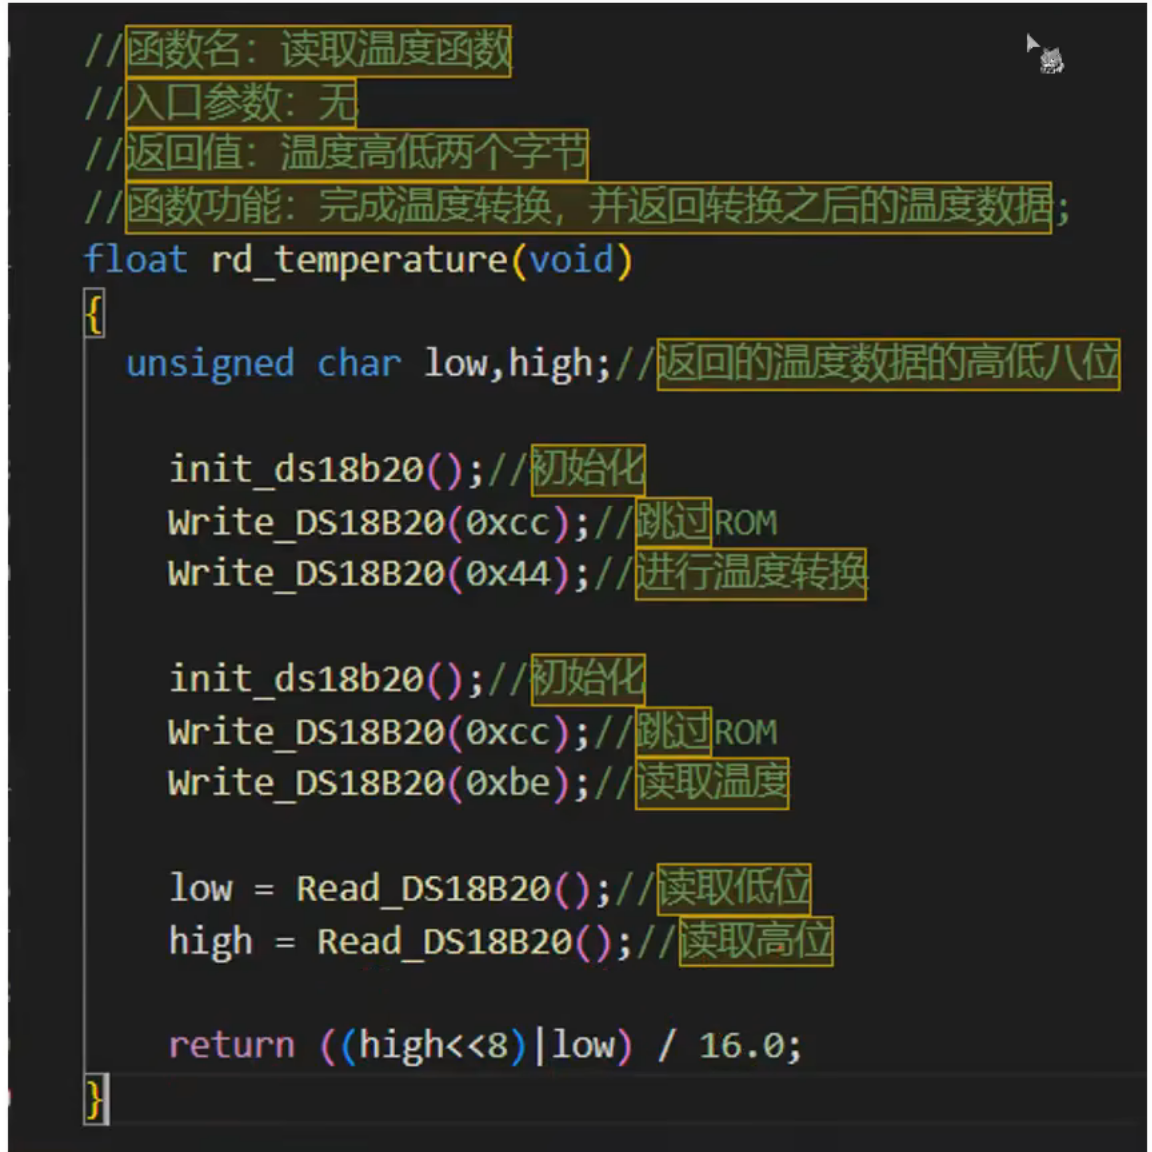 //函数名：读取温度函数
//入口参数：无
//返回值：温度高低两个字节
//函数功能：完成温度转换，并返回转换之后的温度数据;
float rd_temperature(void)
{
unsigned char low,high;//返回的温度数据的高低八位
init_ds18b20();//初始化
Write_DS18B20(0xcc);//跳过ROM
Write_DS18B20(0x44);//进行温度转换
init_ds18b20();//初始化
Write_DS18B20(0xcc);//跳过ROM
Write_DS18B20(0xbe);//读取温度
low = Read_DS18B20();//读取低位
high = Read_DS18B20();//读取高位
return ((high<<8)|low) / 16.0;
}